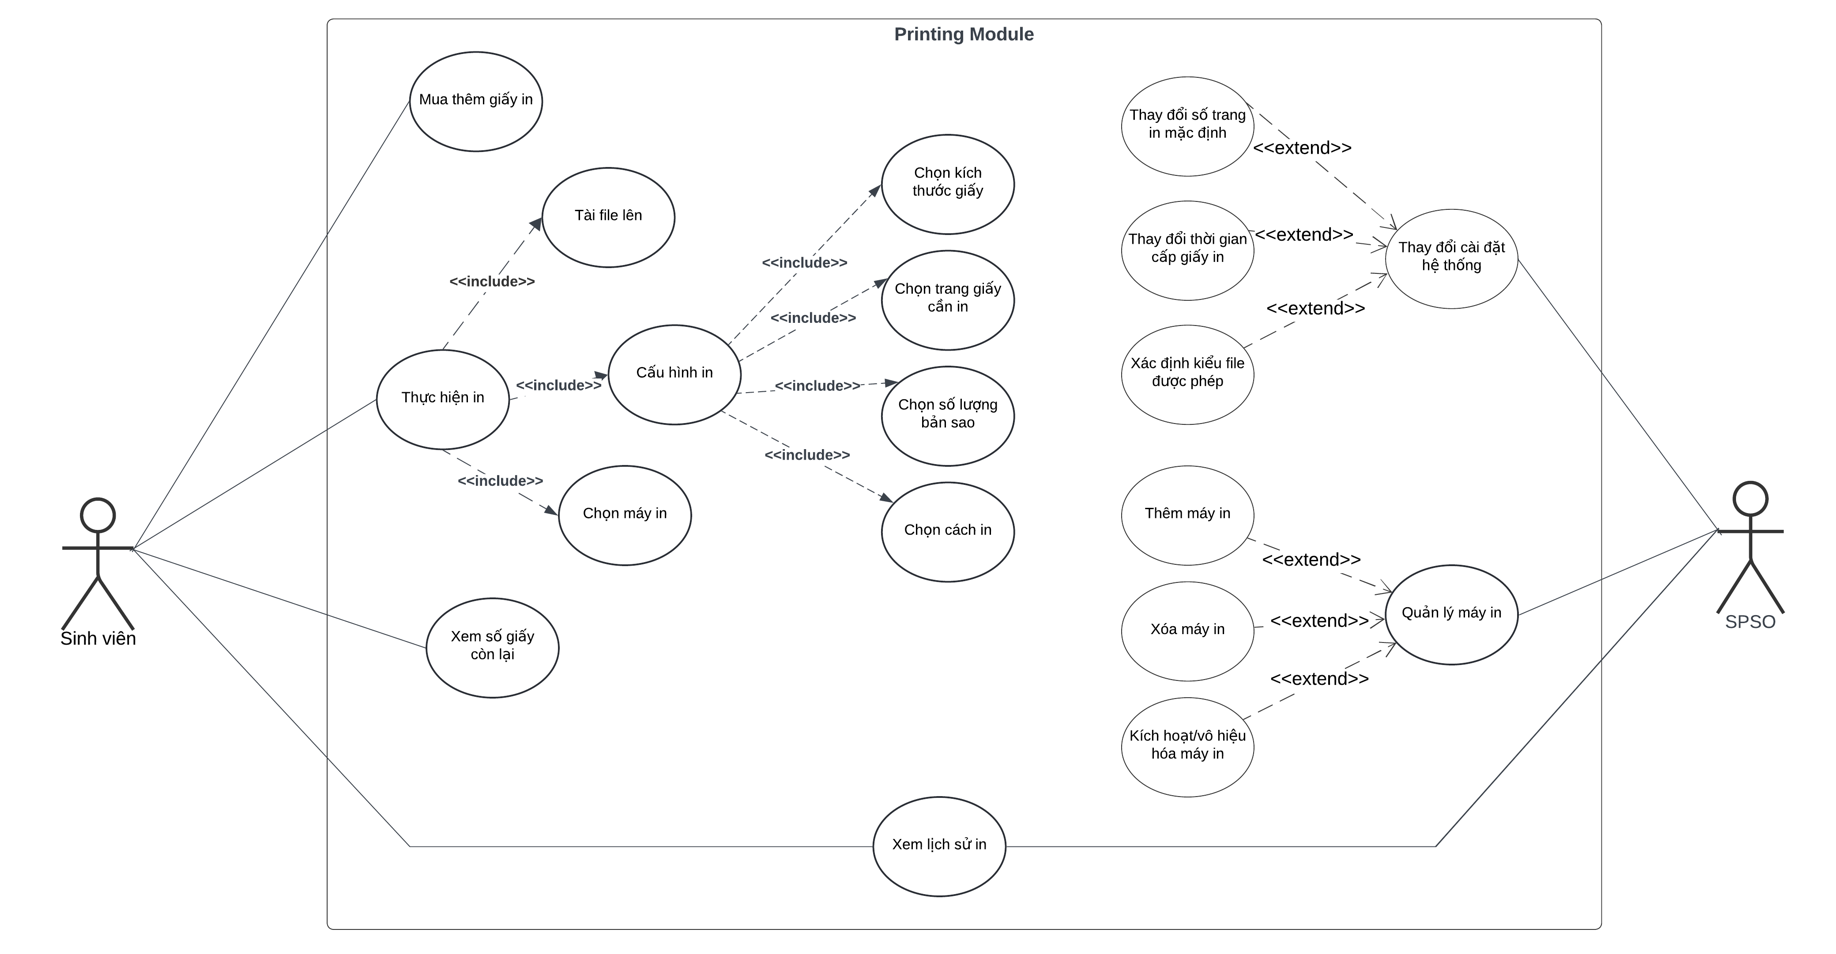 Printing Module
Mua thêm giấy in
Tài file lên
<<include>>
Thực hiện in
<<include>>
Cấu hình in
<<include>>
Chọn máy in
<<include>>
Chọn kích
thước giấy
<<include>>
Chọn trang giấy
cần in
<<include>>
Chọn số lượng
bản sao
<<include>>
Chọn cách in
Xem số giấy
còn lại
Sinh viên
Thay đổi số trang
in mặc định
<<extend>>
Thay đổi thời gian
cấp giấy in
<<extend>>
Thay đổi cài đặt
hệ thống
<<extend>>
Xác định kiểu file
được phép
Thêm máy in
<<extend>>
Xóa máy in
<<extend>>
Quản lý máy in
<<extend>>
Kích hoạt/vô hiệu
hóa máy in
SPSO
Xem lịch sử in